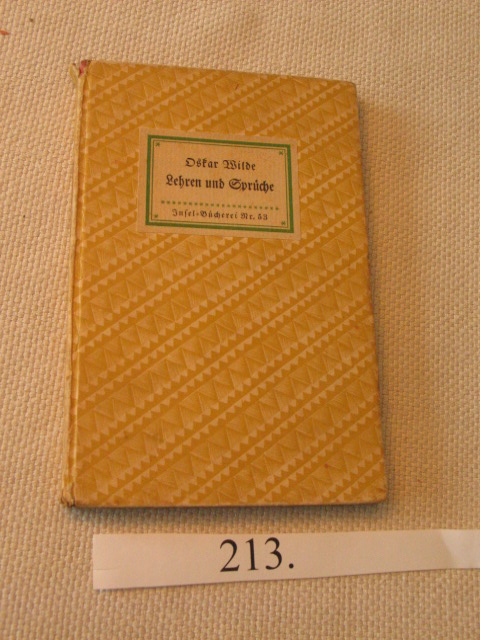 Oskar Wilde
Lehren und Sprüche
Insel-Bücherei Nr. 53
213.